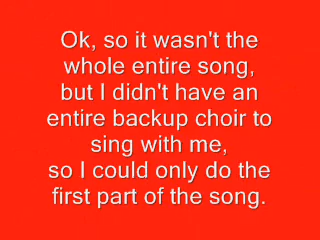 Ok, so it wasn't the
whole entire song,
but I didn't have an
entire backup choir to
sing with me,
so I could only do the
first part of the song.